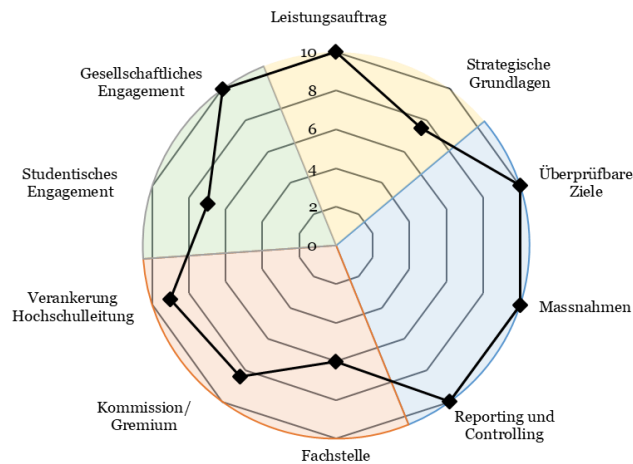 Leistungsauftrag
Strategische
Grundlagen
Überprüfbare
Ziele
Massnahmen
Reporting und
Controlling
Fachstelle
Kommission/
Gremium
Verankerung
Hochschulleitung
Studentisches
Engagement
Gesellschaftliches
Engagement
10
8
6
4
2
0